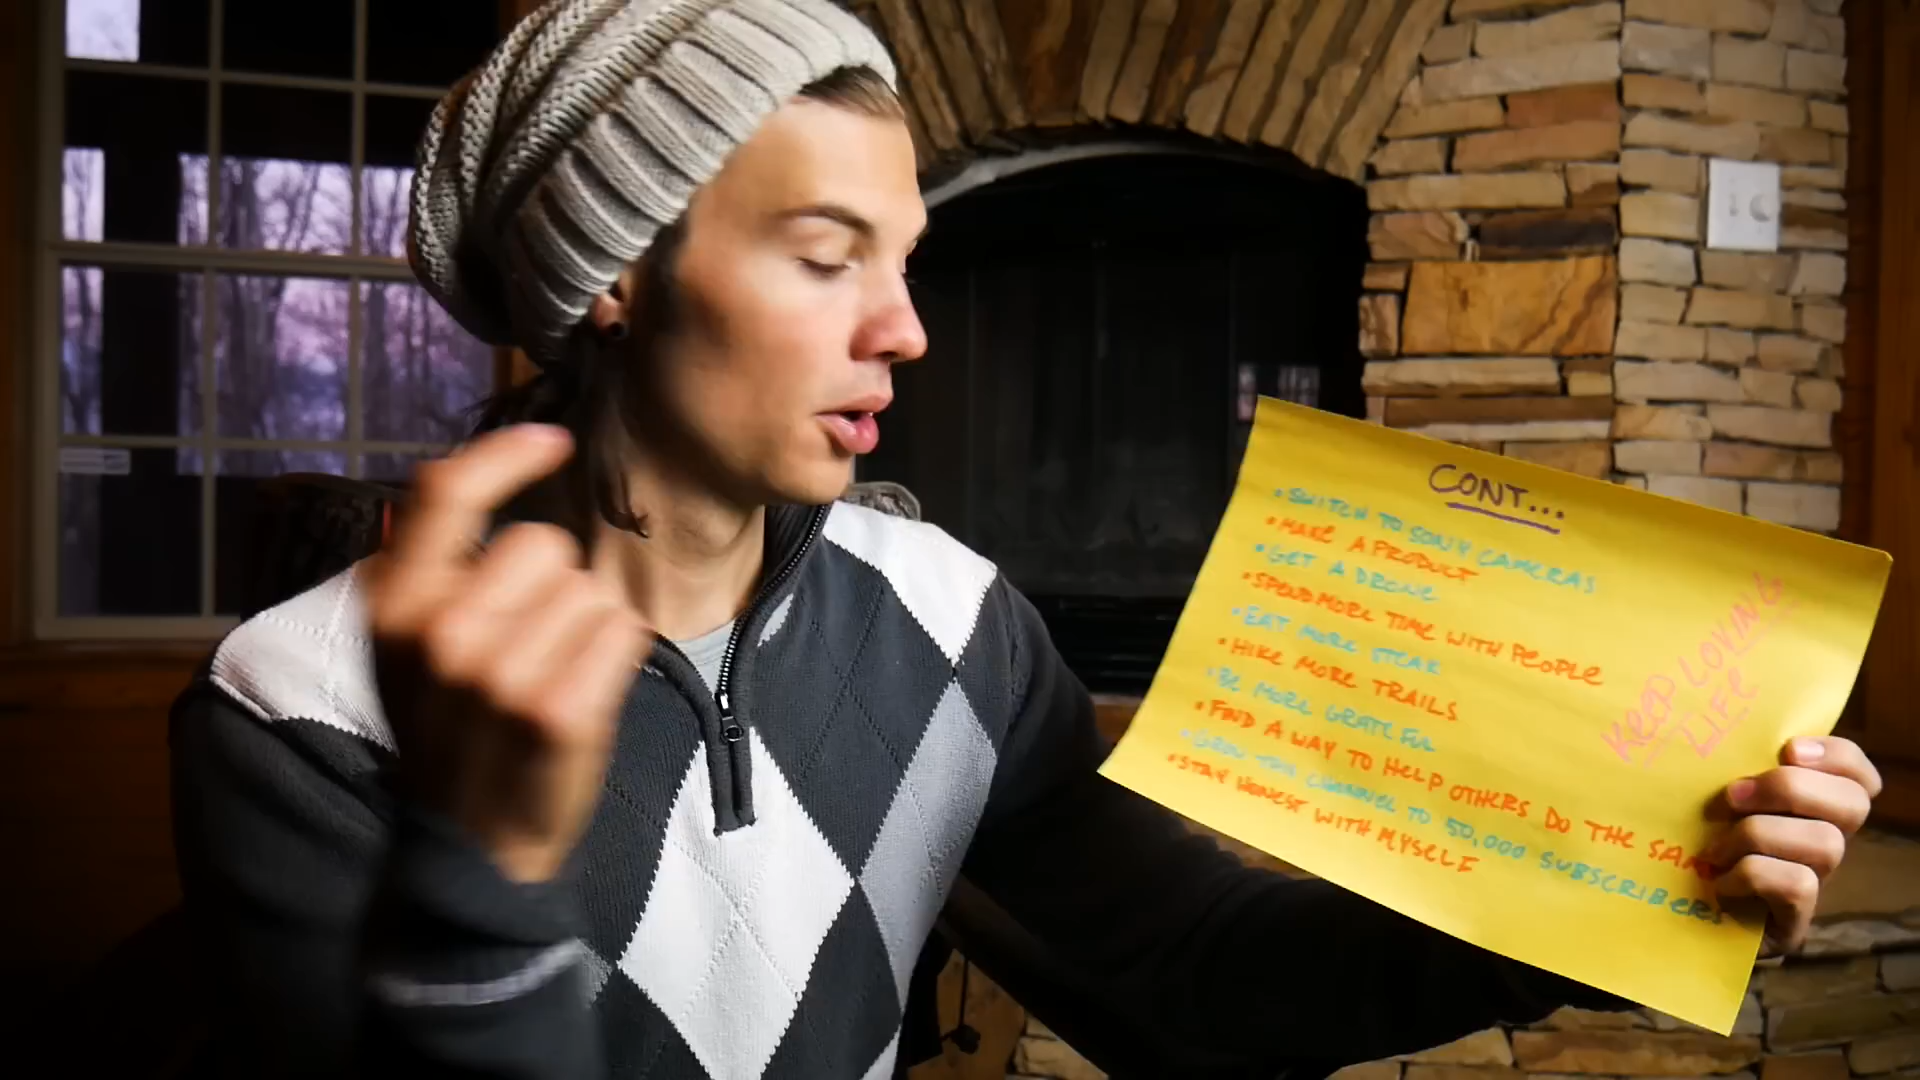 CONT...
• SWITCH TO SONY CAMERAS
• MAKE A PRODUCT
• GET A DRONE
• SPEND MORE TIME WITH PEOPLE
• EAT MORE STEAK
• HIKE MORE TRAILS
• BE MORE GRATEFUL
• FIND A WAY TO HELP OTHERS DO THE SAME
• GROW THIS CHANNEL TO 50,000 SUBSCRIBERS
• STAY HONEST WITH MYSELF
KEEP LOVING
LIFE